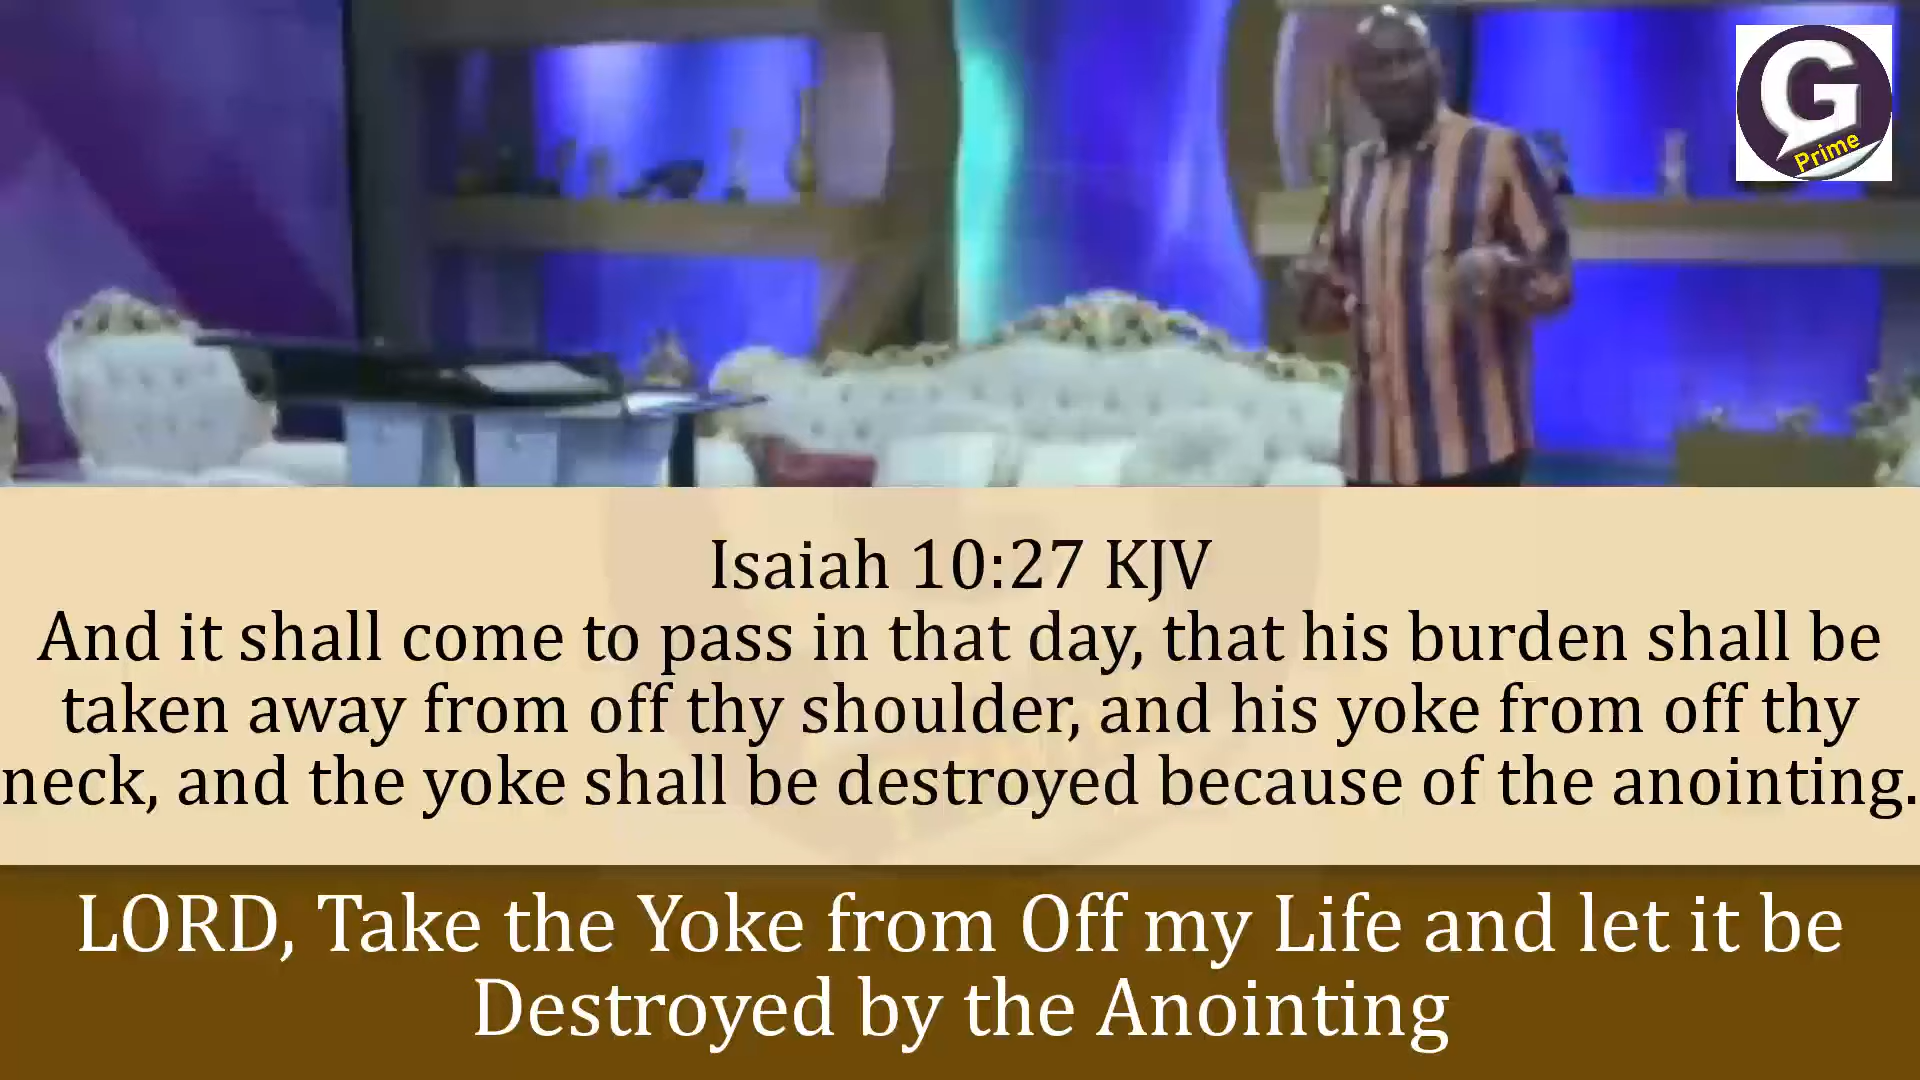 G
Prime
Isaiah 10:27 KJV
And it shall come to pass in that day, that his burden shall be
taken away from off thy shoulder, and his yoke from off thy
neck, and the yoke shall be destroyed because of the anointing.
LORD, Take the Yoke from Off my Life and let it be
Destroyed by the Anointing